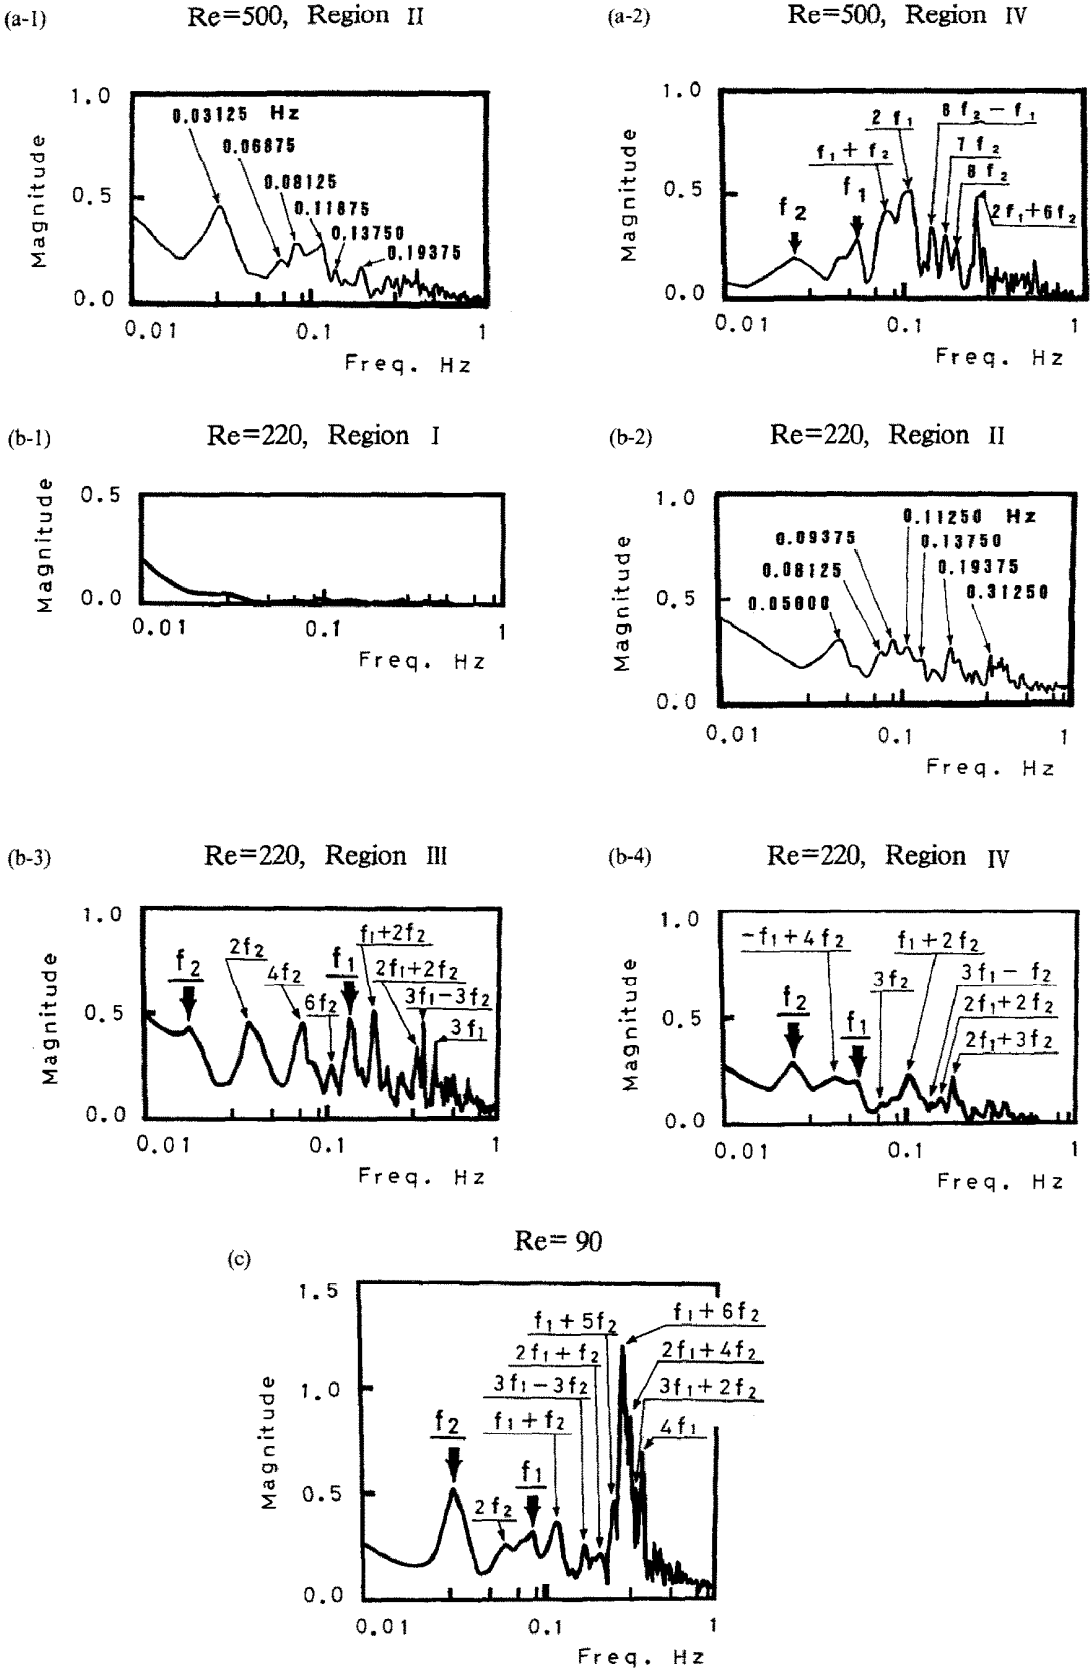 (a-1) Re=500, Region II
1.0
0.5
0.0
Magnitude
0.03125 Hz
0.06875
0.08125
0.11875
0.13750
0.19375
0.01 0.1 1
Freq. Hz
(a-2) Re=500, Region IV
1.0
0.5
0.0
Magnitude
f₂
f₁
f₁ + f₂
2 f₁
8 f₂ − f₁
7 f₂
8 f₂
2f₁+6f₂
0.01 0.1 1
Freq. Hz
(b-1) Re=220, Region I
0.5
0.0
Magnitude
0.01 0.1 1
Freq. Hz
(b-2) Re=220, Region II
1.0
0.5
0.0
Magnitude
0.11250 Hz
0.09375
0.13750
0.08125
0.19375
0.05000
0.31250
0.01 0.1 1
Freq. Hz
(b-3) Re=220, Region III
1.0
0.5
0.0
Magnitude
f₂
2f₂
4f₂
6f₂
f₁
f₁+2f₂
2f₁+2f₂
3f₁−3f₂
3f₁
0.01 0.1 1
Freq. Hz
(b-4) Re=220, Region IV
1.0
0.5
0.0
Magnitude
−f₁+4f₂
f₁+2f₂
f₂
f₁
3f₂
3f₁− f₂
2f₁+2f₂
2f₁+3f₂
0.01 0.1 1
Freq. Hz
(c) Re= 90
1.5
1.0
0.5
0.0
Magnitude
f₂
2f₂
f₁
f₁+f₂
3f₁−3f₂
2f₁+f₂
f₁+5f₂
f₁+6f₂
2f₁+4f₂
3f₁+2f₂
4f₁
0.01 0.1 1
Freq. Hz